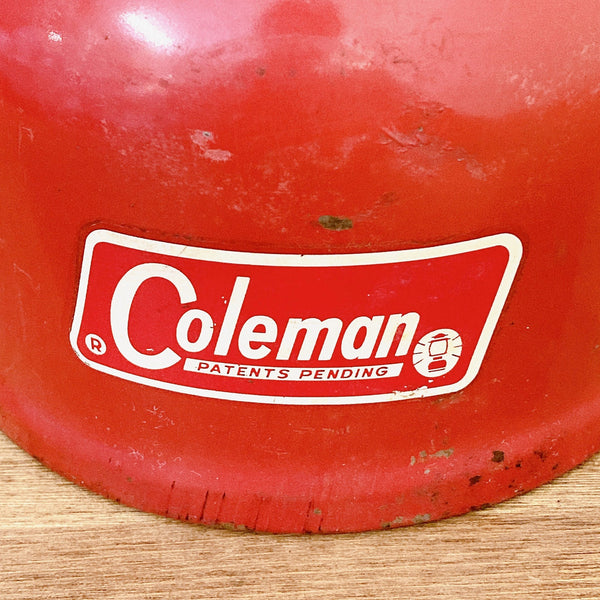 Coleman
®
PATENTS PENDING